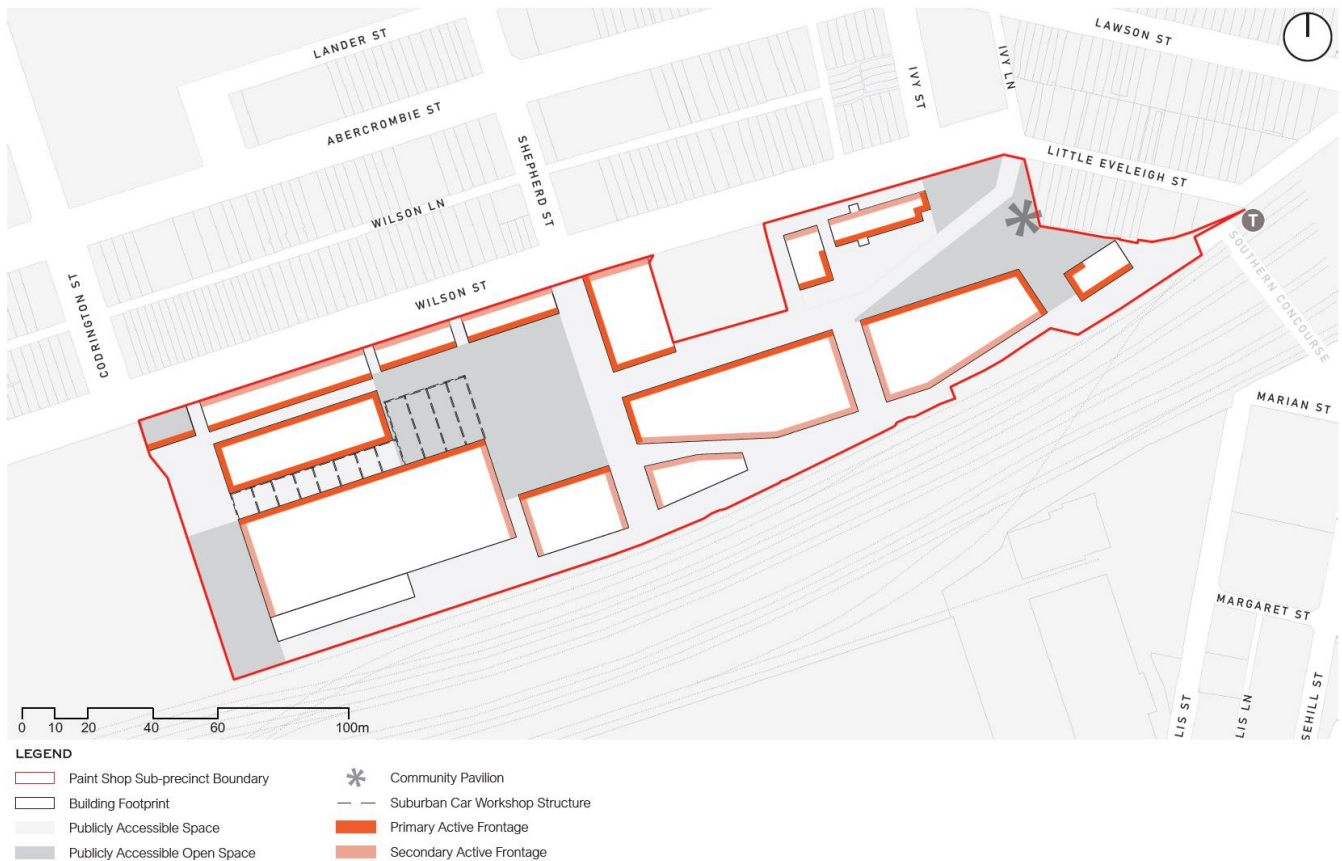 LANDER ST
LAWSON ST
IVY LN
IVY ST
ABERCROMBIE ST
SHEPHERD ST
LITTLE EVELEIGH ST
WILSON LN
T
SOUTHERN CONCOURSE
CODRINGTON ST
WILSON ST
MARIAN ST
MARGARET ST
LIS ST
LIS LN
SEHILL ST
0 10 20 40 60 100m
LEGEND
Paint Shop Sub-precinct Boundary
Building Footprint
Publicly Accessible Space
Publicly Accessible Open Space
Community Pavilion
Suburban Car Workshop Structure
Primary Active Frontage
Secondary Active Frontage